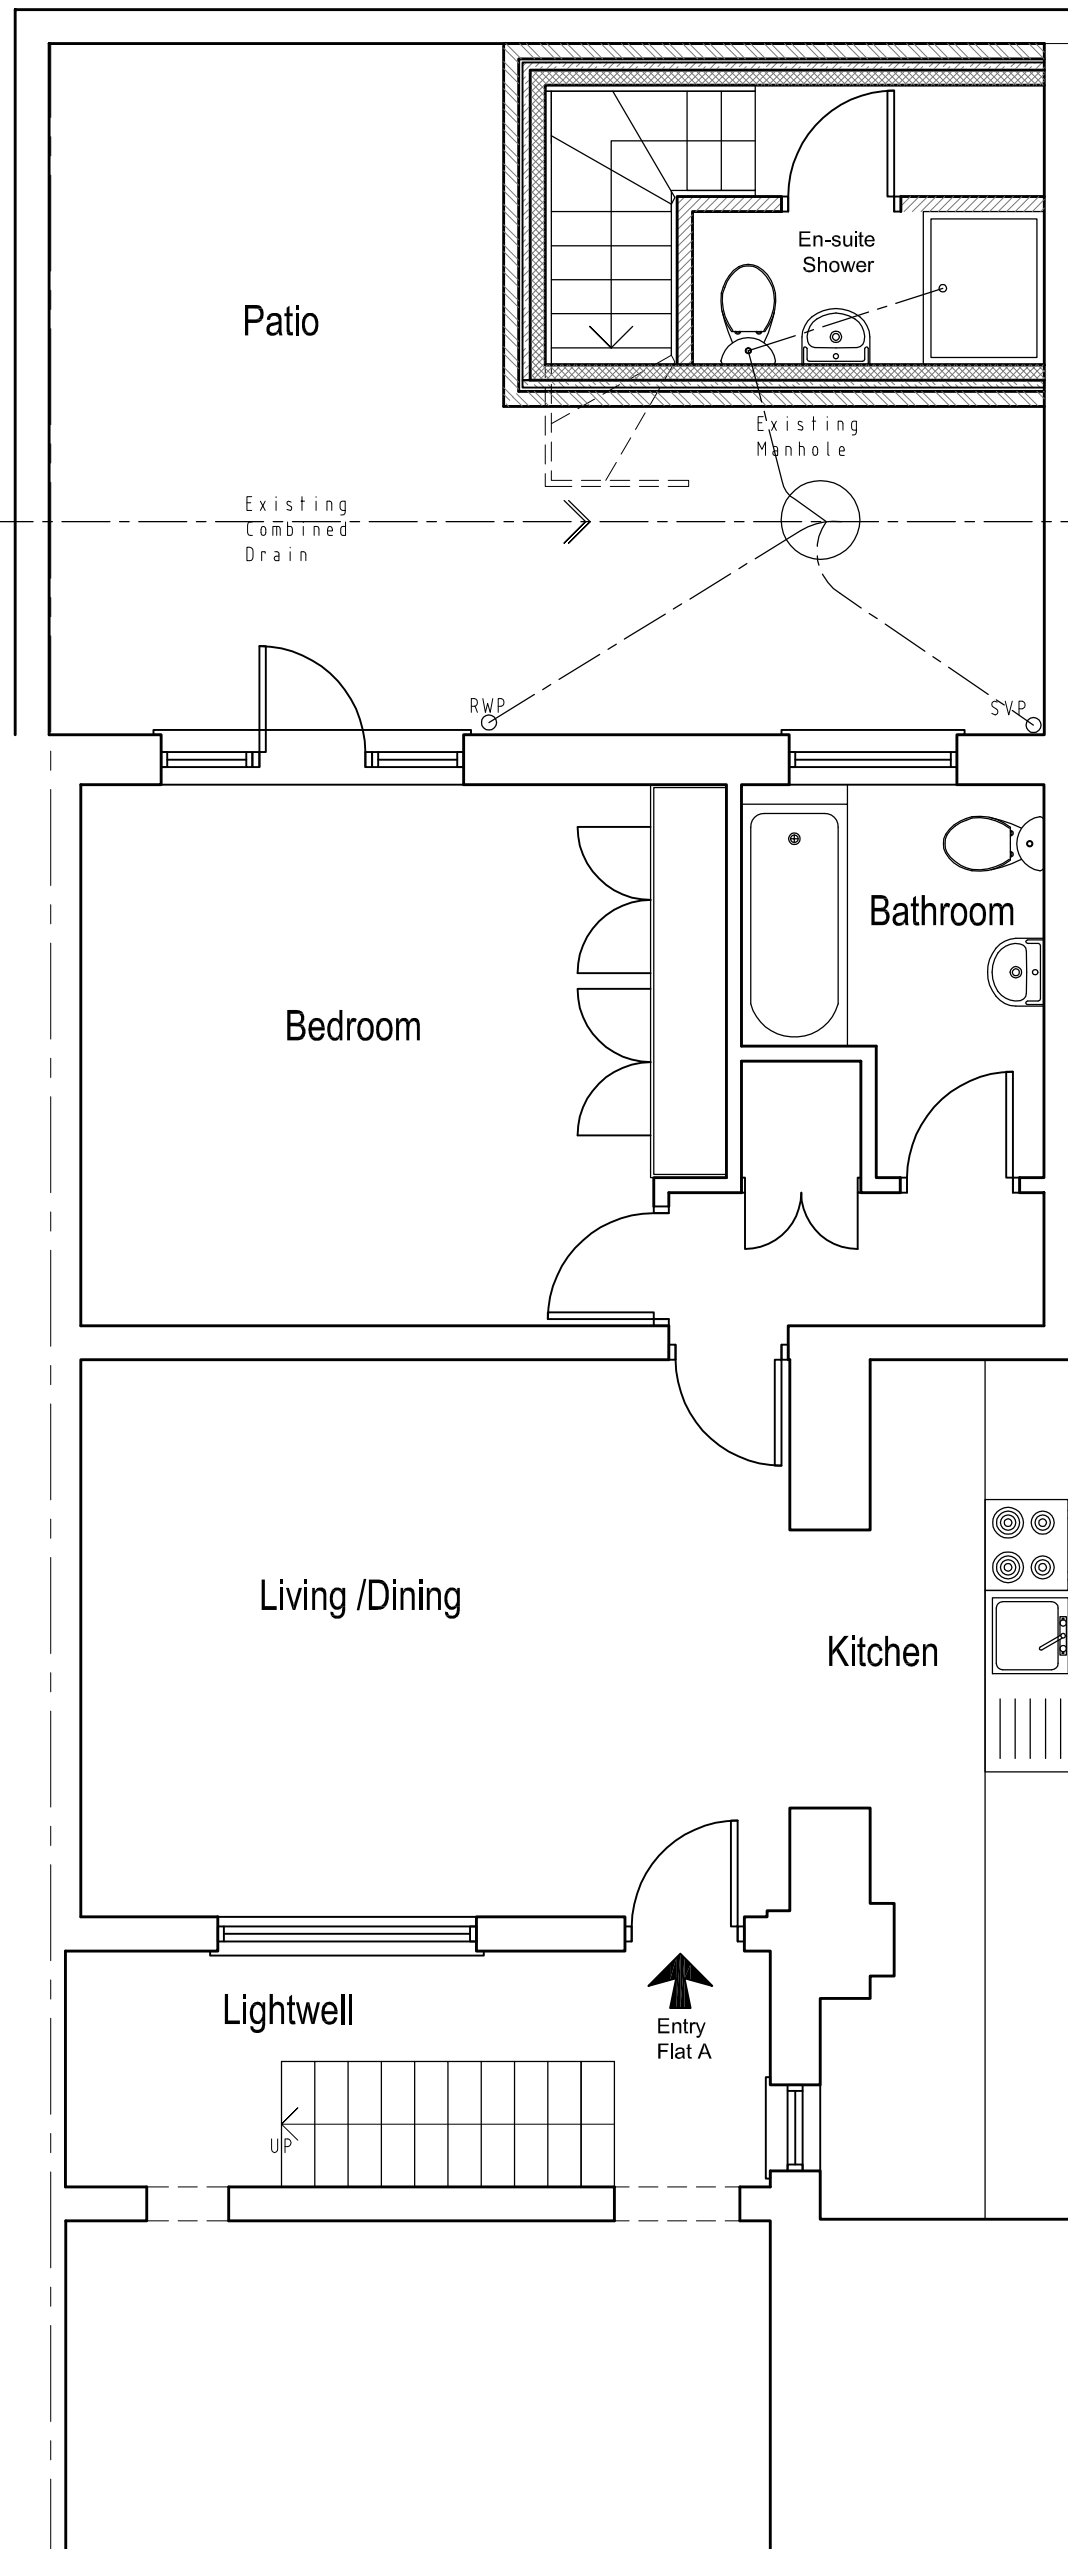 En-suite
Shower
Patio
Existing
Manhole
Existing
Combined
Drain
RWP
SVP
Bathroom
Bedroom
Living /Dining
Kitchen
Lightwell
Entry
Flat A
UP